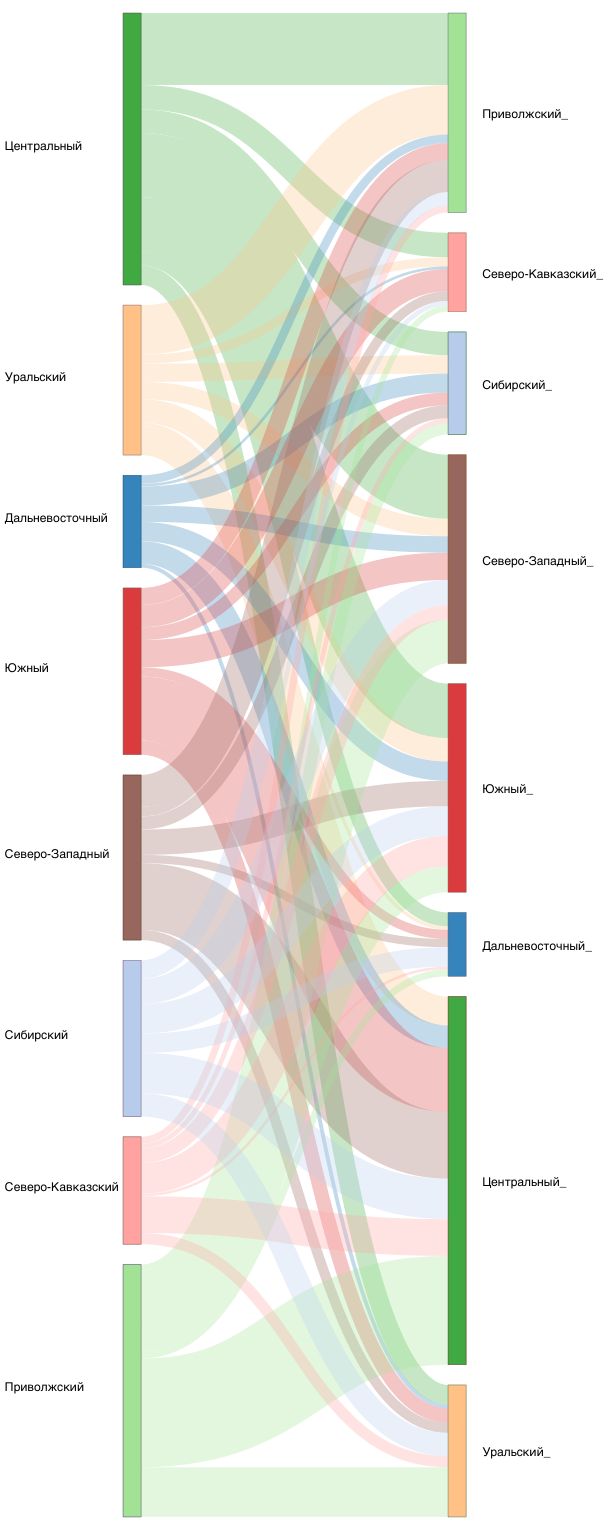 Центральный
Уральский
Дальневосточный
Южный
Северо-Западный
Сибирский
Северо-Кавказский
Приволжский
Приволжский_
Северо-Кавказский_
Сибирский_
Северо-Западный_
Южный_
Дальневосточный_
Центральный_
Уральский_